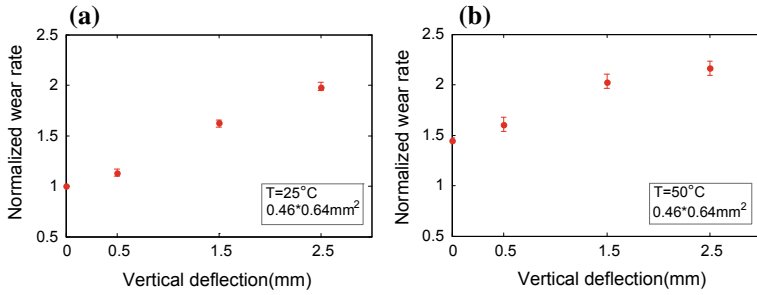 (a)
Normalized wear rate
2.5
2
1.5
1
0.5
0
0.5
1.5
2.5
Vertical deflection(mm)
T=25°C
0.46*0.64mm²
(b)
Normalized wear rate
2.5
2
1.5
1
0.5
0
0.5
1.5
2.5
Vertical deflection(mm)
T=50°C
0.46*0.64mm²